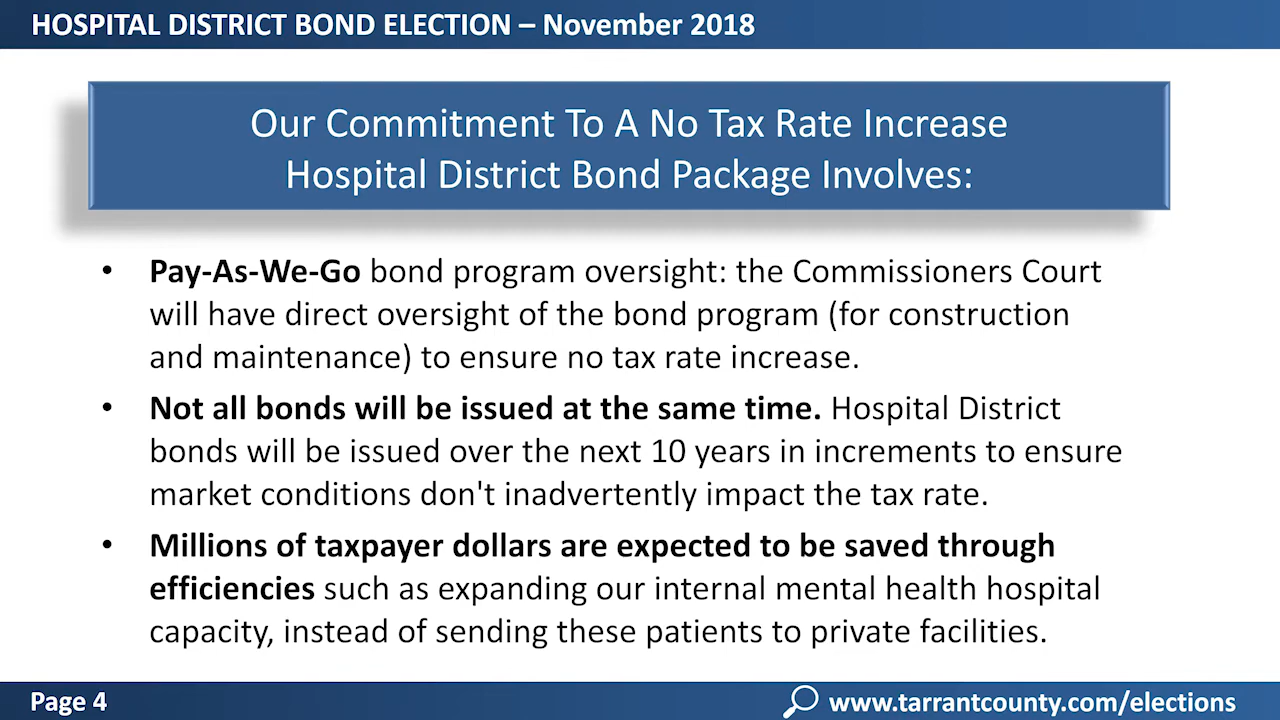 HOSPITAL DISTRICT BOND ELECTION – November 2018
Our Commitment To A No Tax Rate Increase
Hospital District Bond Package Involves:
• Pay-As-We-Go bond program oversight: the Commissioners Court
will have direct oversight of the bond program (for construction
and maintenance) to ensure no tax rate increase.
• Not all bonds will be issued at the same time. Hospital District
bonds will be issued over the next 10 years in increments to ensure
market conditions don't inadvertently impact the tax rate.
• Millions of taxpayer dollars are expected to be saved through
efficiencies such as expanding our internal mental health hospital
capacity, instead of sending these patients to private facilities.
Page 4
www.tarrantcounty.com/elections